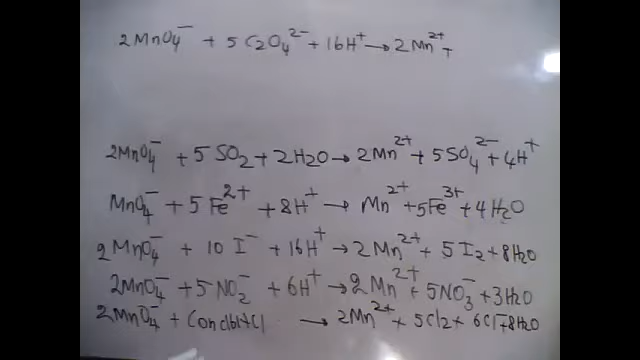 2MnO₄⁻ + 5C₂O₄²⁻ + 16H⁺ → 2Mn²⁺ +
2MnO₄⁻ + 5SO₂ + 2H₂O → 2Mn²⁺ + 5SO₄²⁻ + 4H⁺
MnO₄⁻ + 5Fe²⁺ + 8H⁺ → Mn²⁺ + 5Fe³⁺ + 4H₂O
2MnO₄⁻ + 10I⁻ + 16H⁺ → 2Mn²⁺ + 5I₂ + 8H₂O
2MnO₄⁻ + 5NO₂⁻ + 6H⁺ → 2Mn²⁺ + 5NO₃⁻ + 3H₂O
2MnO₄⁻ + Conc 16HCl → 2Mn²⁺ + 5Cl₂ + 6Cl⁻ + 8H₂O